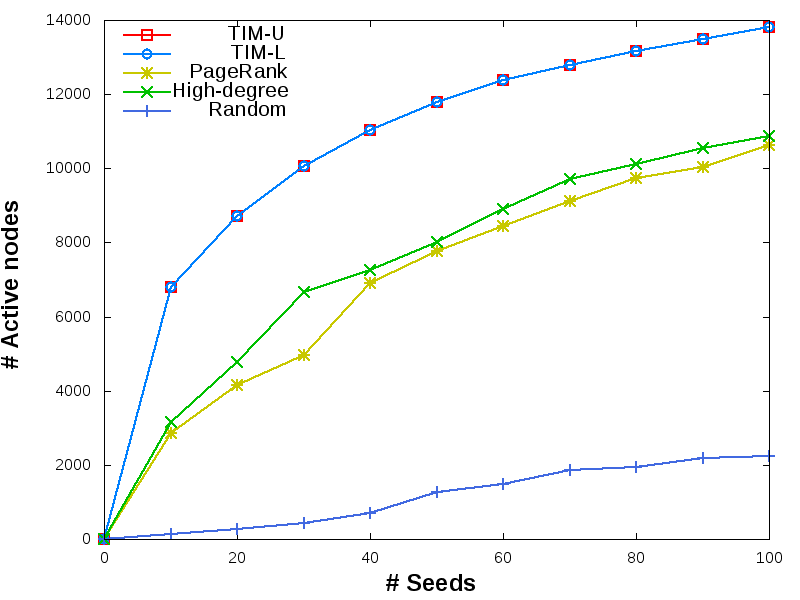 14000
12000
10000
8000
6000
4000
2000
0
# Active nodes
TIM-U
TIM-L
PageRank
High-degree
Random
0 20 40 60 80 100
# Seeds